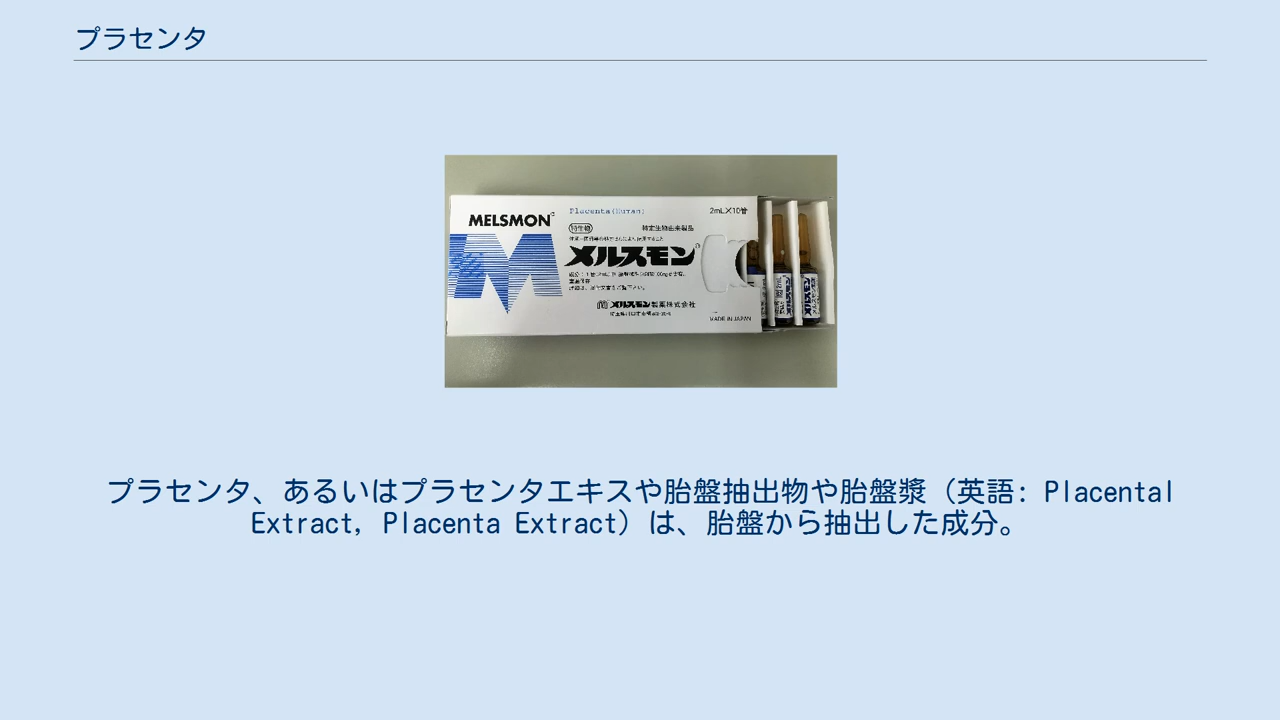 プラセンタ
MELSMON
Placenta(Human)
2mL×10管
特生物
特定生物由来製品
メルスモン
メルスモン製薬株式会社
MADE IN JAPAN
プラセンタ、あるいはプラセンタエキスや胎盤抽出物や胎盤漿（英語: Placental
Extract, Placenta Extract）は、胎盤から抽出した成分。